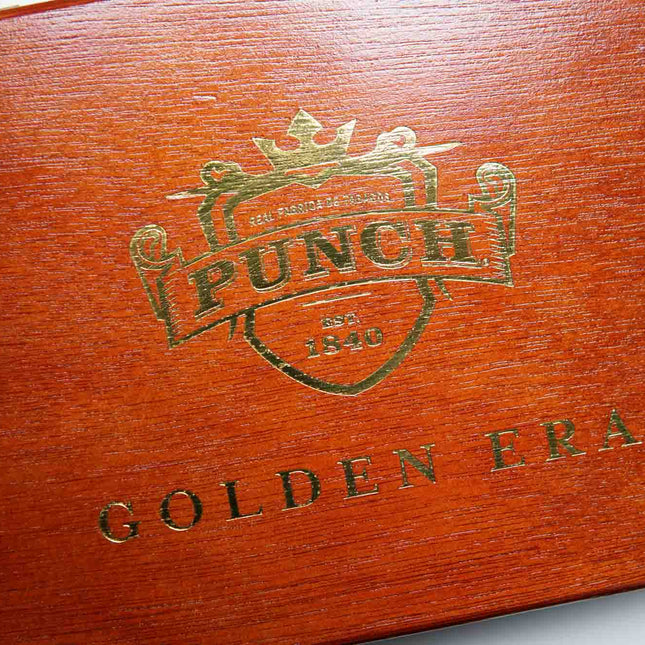 REAL FABRICA DE TABACOS
PUNCH
EST.
1840
GOLDEN ERA